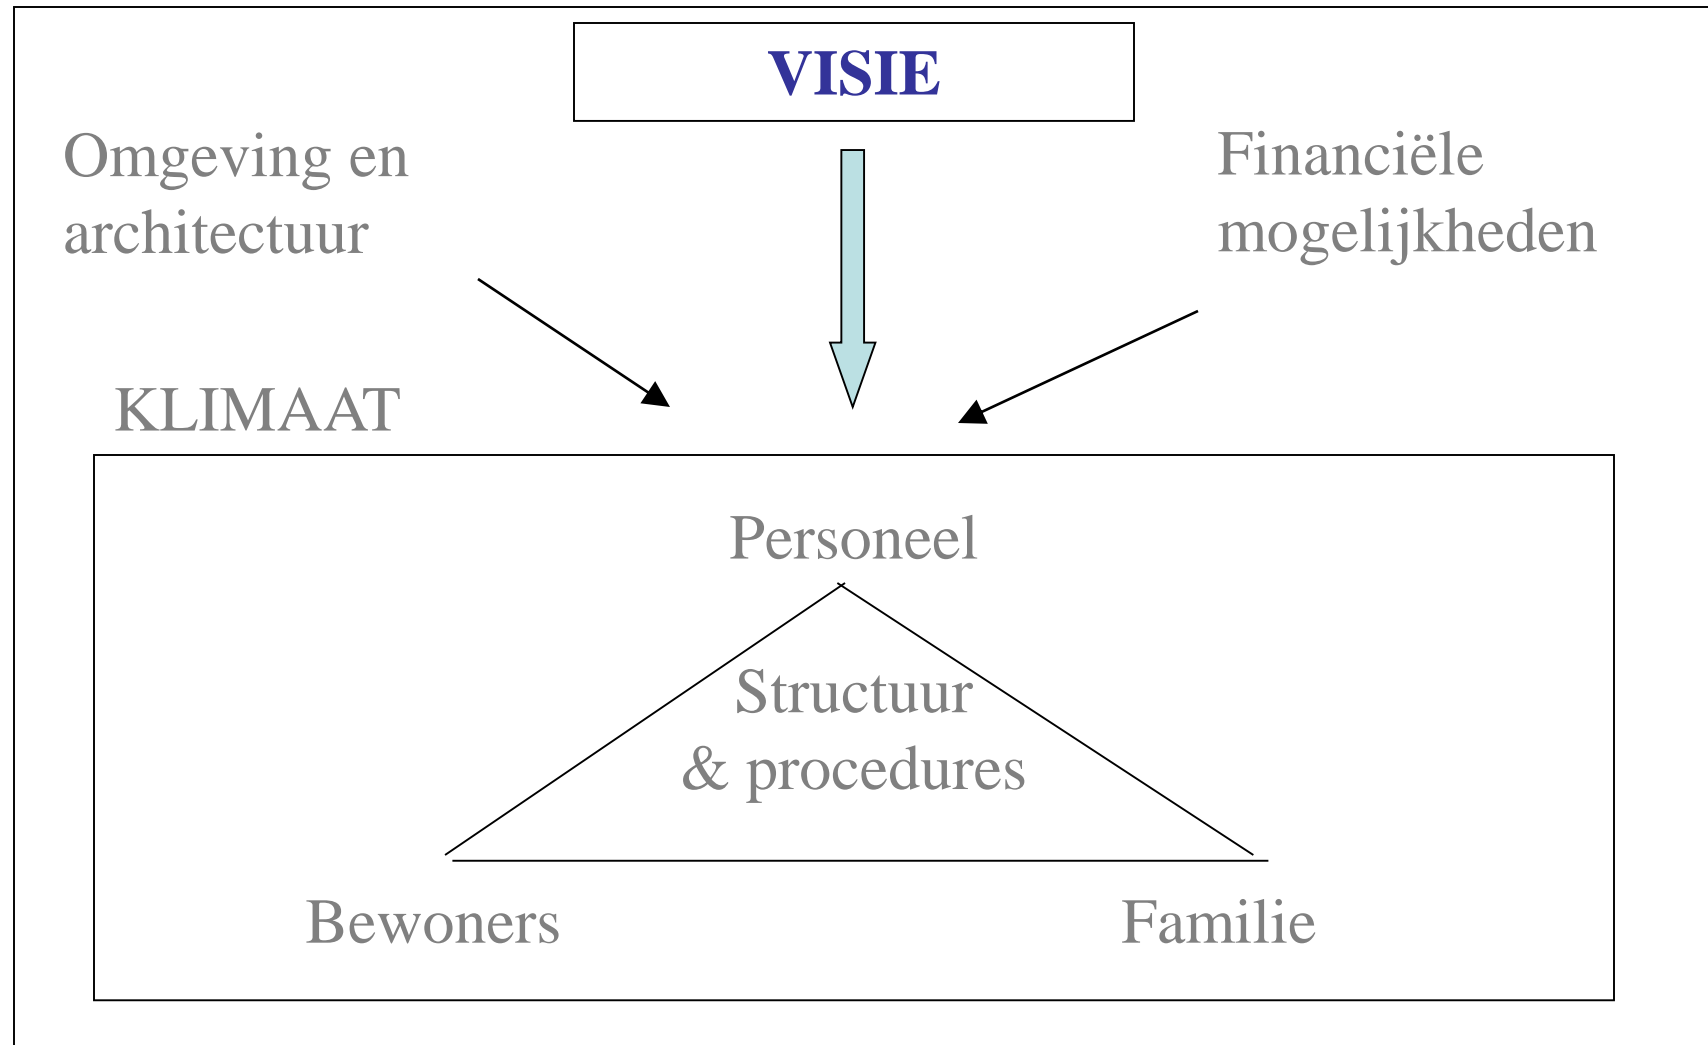 VISIE
Omgeving en
architectuur
Financiële
mogelijkheden
KLIMAAT
Personeel
Structuur
& procedures
Bewoners
Familie